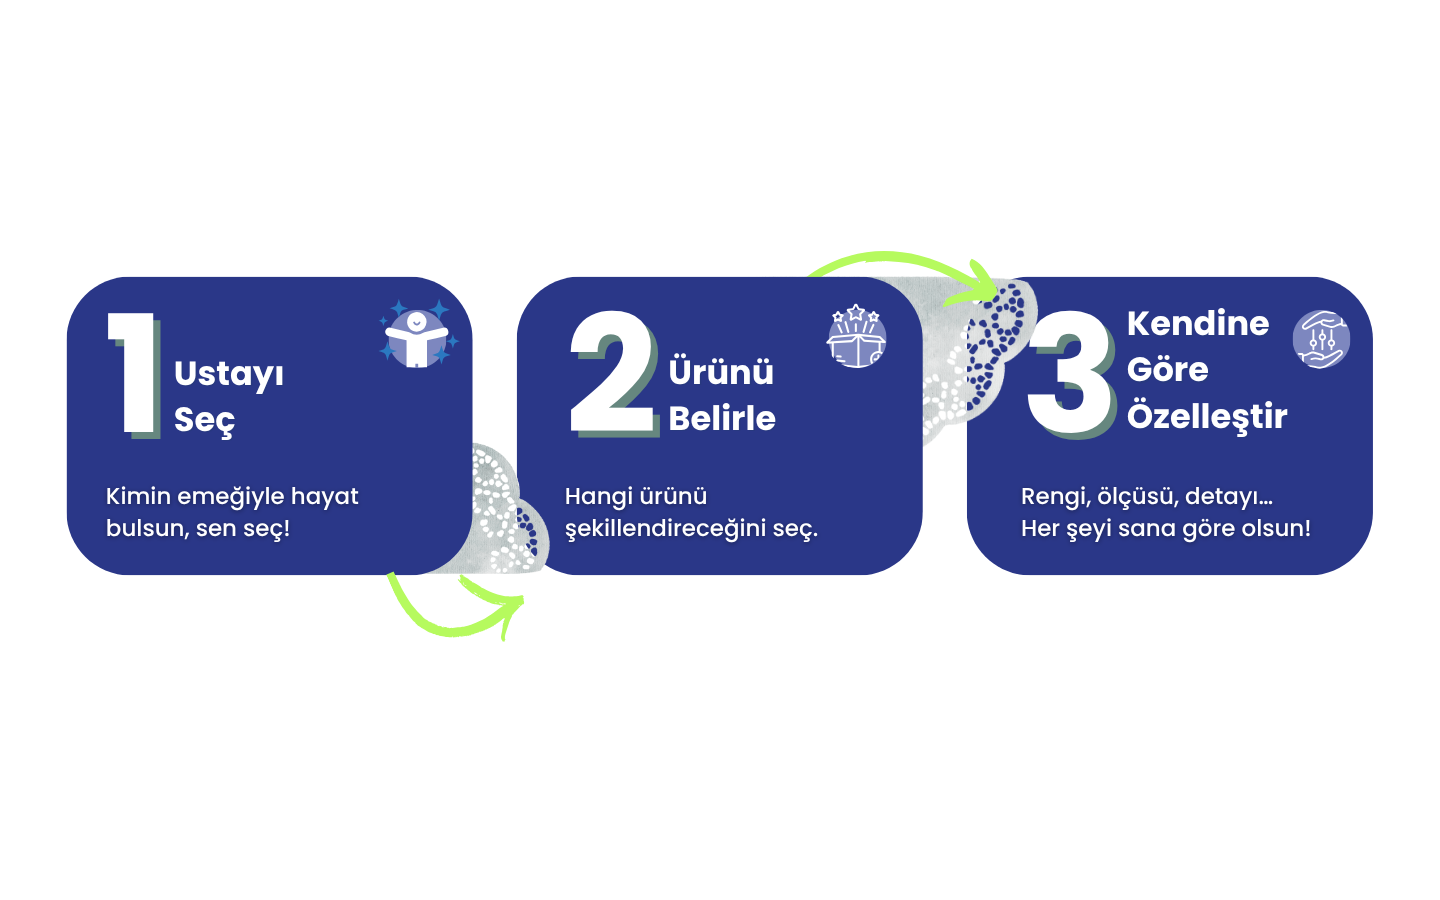 1
Ustayı
Seç
Kimin emeğiyle hayat
bulsun, sen seç!
2
Ürünü
Belirle
Hangi ürünü
şekillendireceğini seç.
3
Kendine
Göre
Özelleştir
Rengi, ölçüsü, detayı...
Her şeyi sana göre olsun!